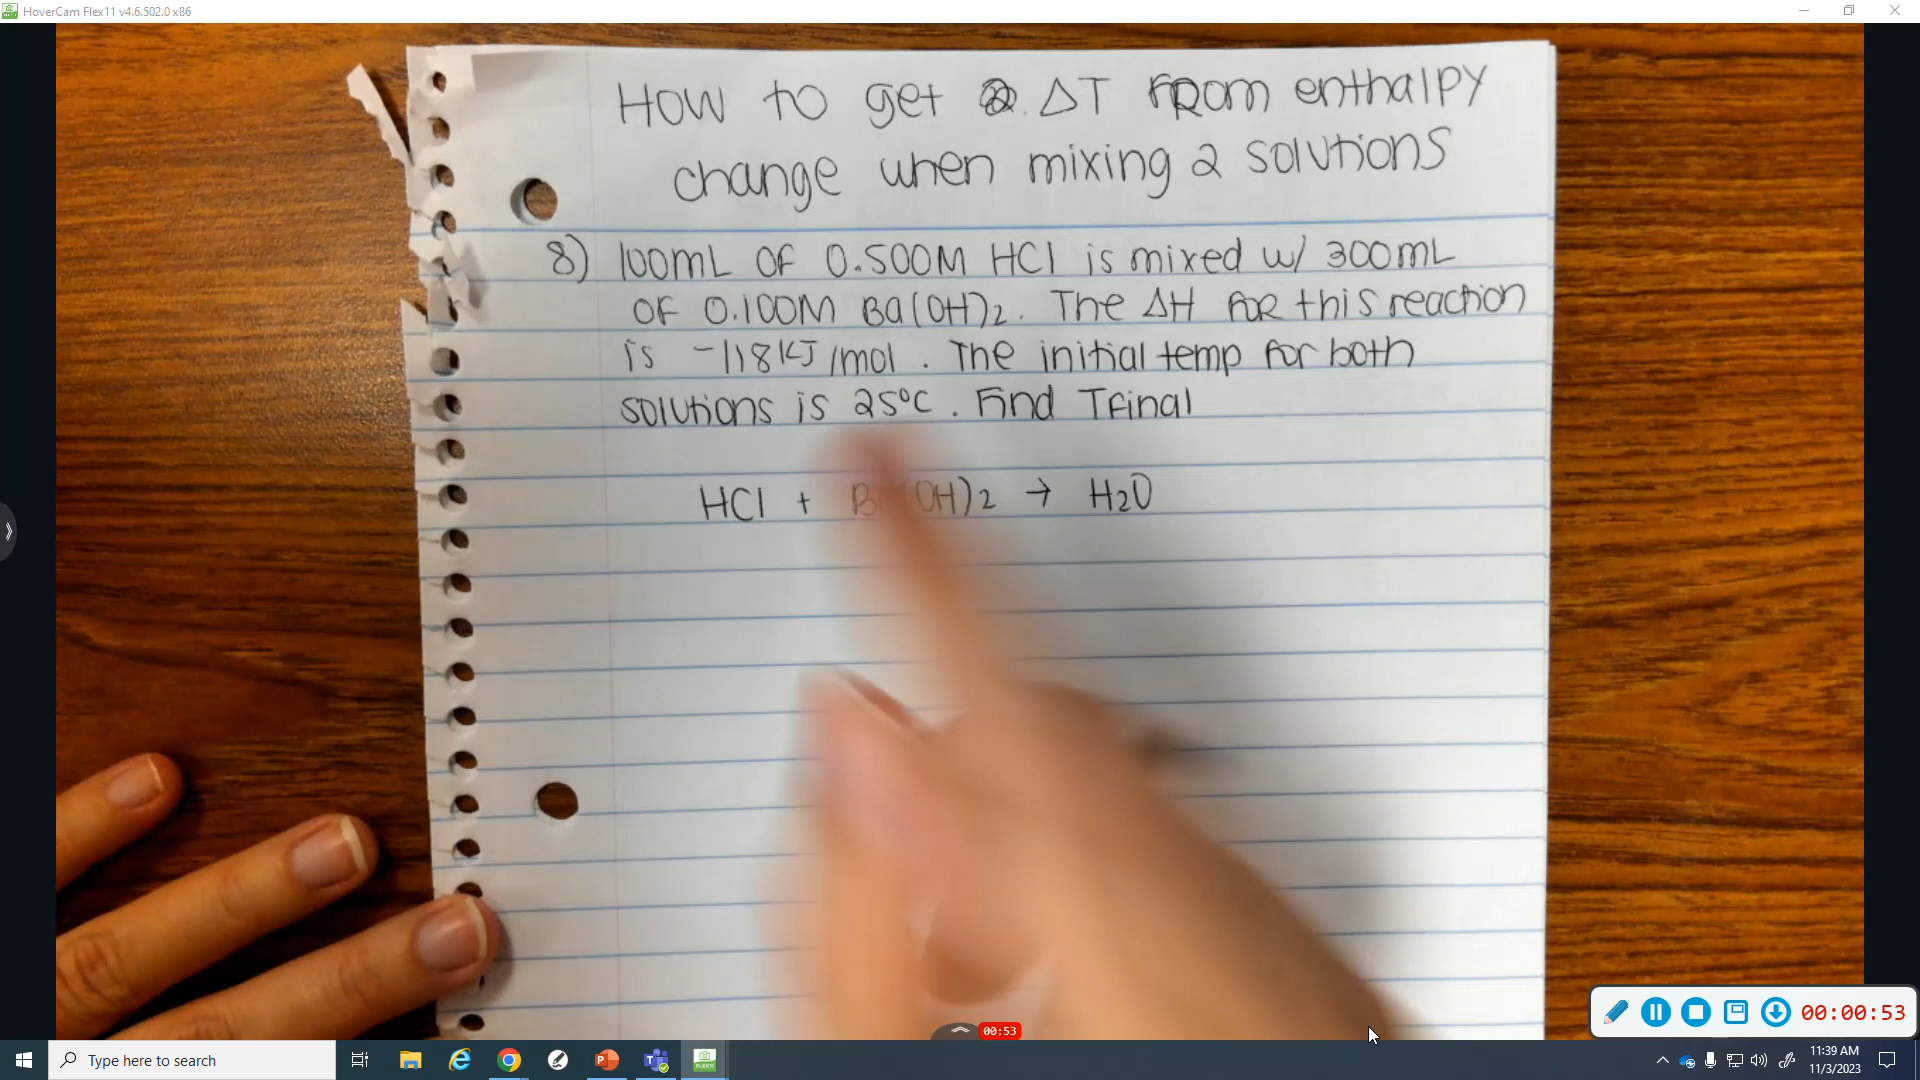 HoverCam Flex11 v4.6.502.0 x86
How to get ΔT From enthalpy
change when mixing 2 solutions
8) 100mL OF 0.500M HCl is mixed w/ 300mL
OF 0.100M Ba(OH)2. The ΔH FOR this reaction
is -118KJ/mol. The initial temp for both
solutions is 25°C. Find TFinal
HCl + Ba(OH)2 → H2O
00:00:53
00:53
Type here to search
11:39 AM
11/3/2023